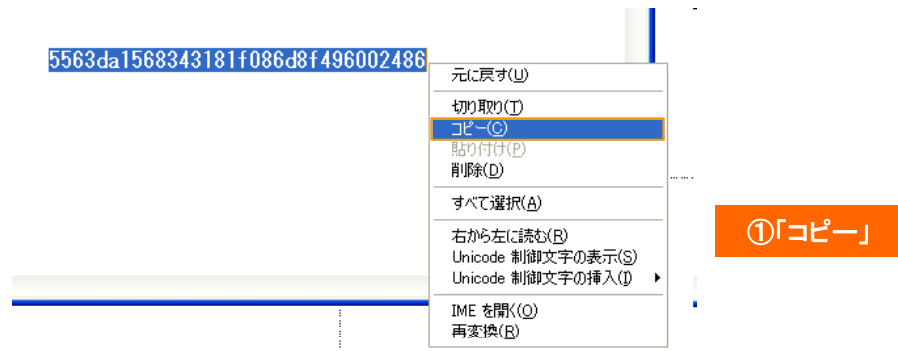 5563da1568343181f086d8f496002486
元に戻す(U)
切り取り(T)
コピー(C)
貼り付け(P)
削除(D)
すべて選択(A)
右から左に読む(R)
Unicode 制御文字の表示(S)
Unicode 制御文字の挿入(I)
IME を開く(O)
再変換(R)
①「コピー」